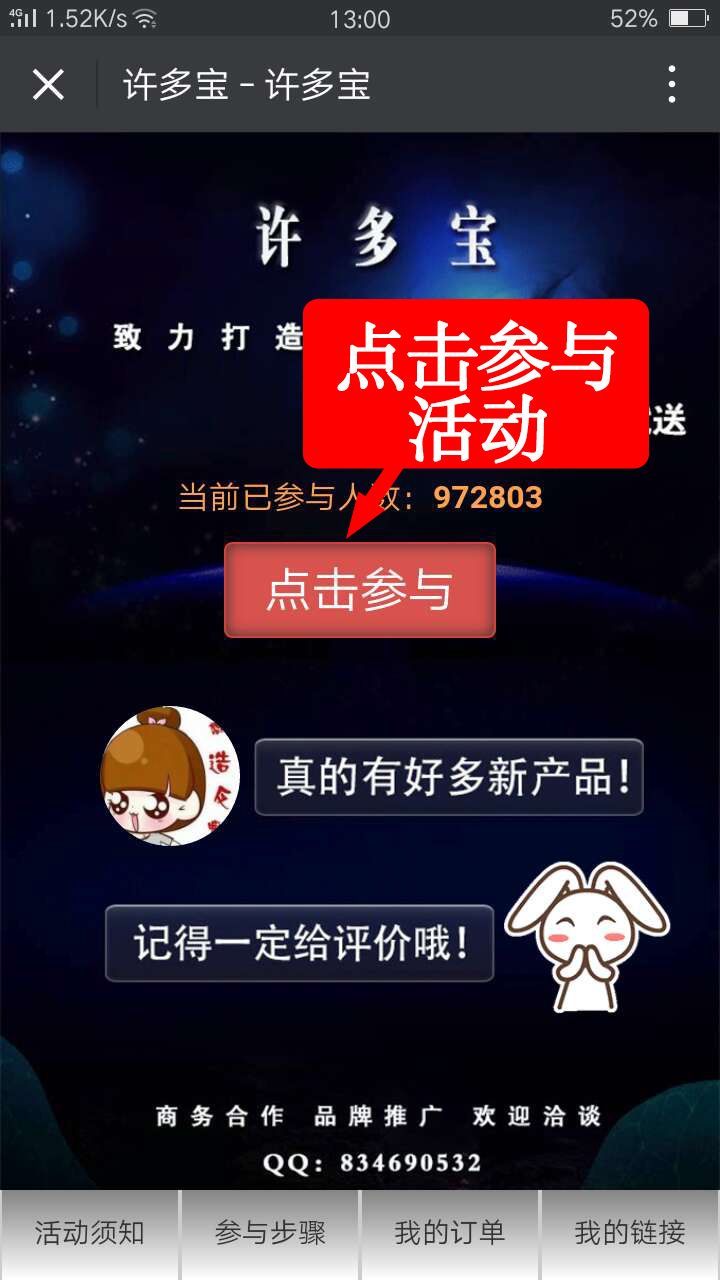 4G 1.52K/s 13:00 52%
许多宝 - 许多宝
许多宝
致力打造
点击参与
活动
送
当前已参与人数：972803
点击参与
造
真的有好多新产品！
记得一定给评价哦！
商务合作 品牌推广 欢迎洽谈
QQ：834690532
活动须知 参与步骤 我的订单 我的链接